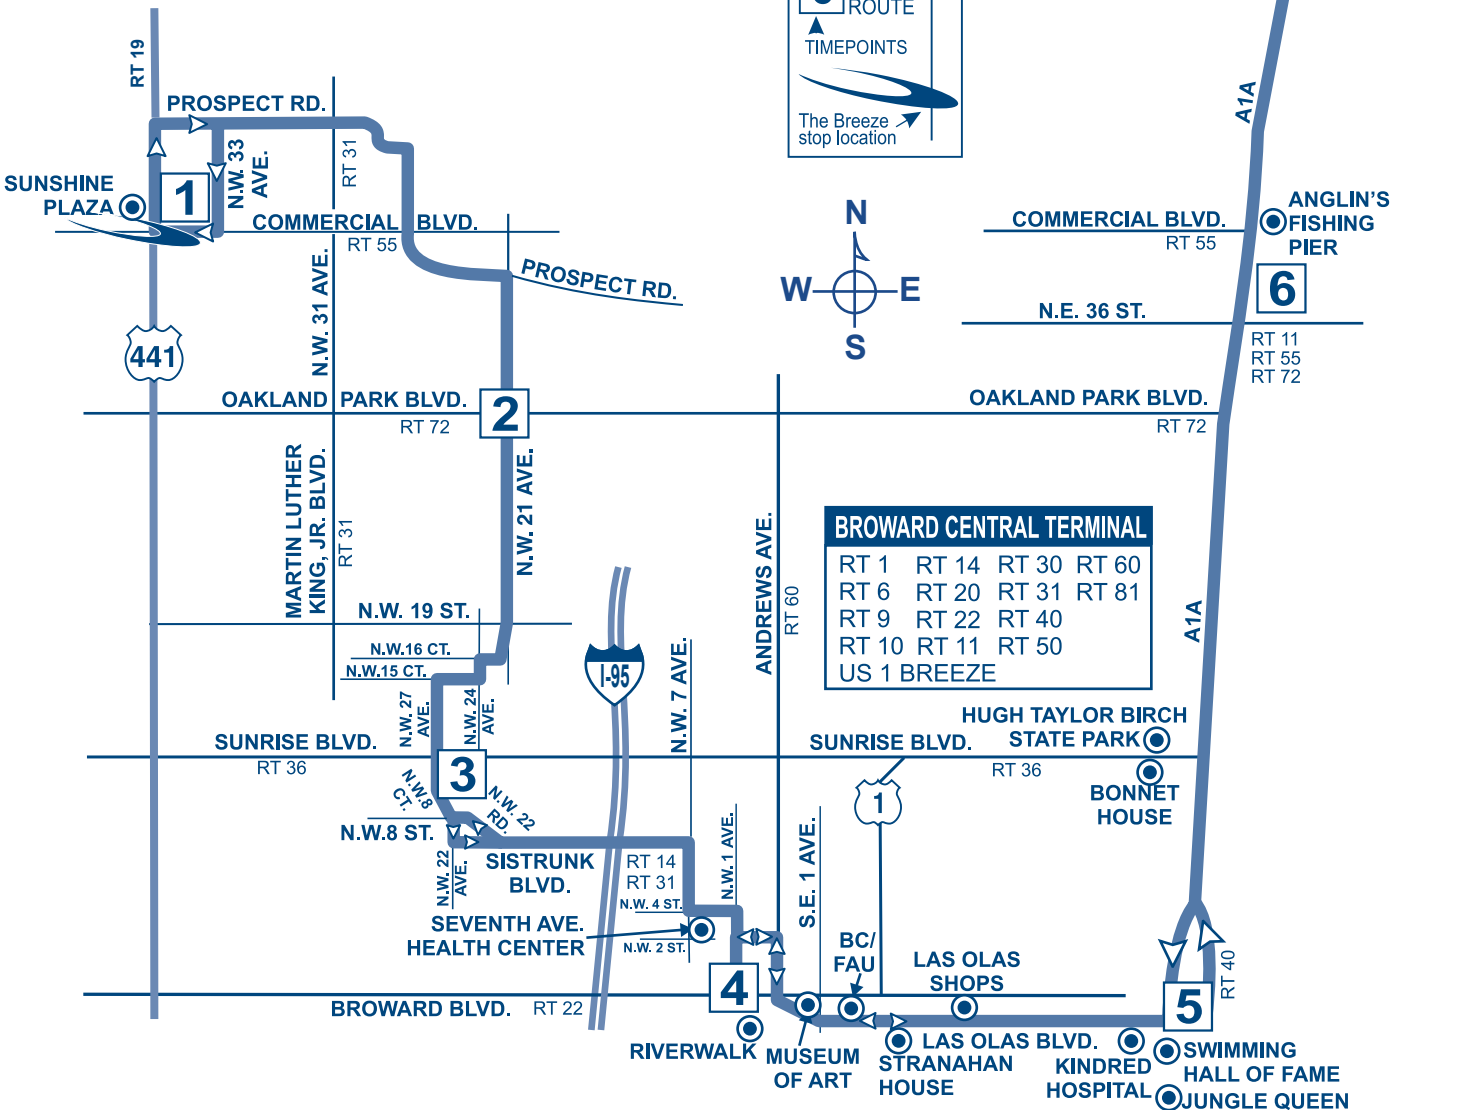 ROUTE
TIMEPOINTS
The Breeze
stop location
RT 19
PROSPECT RD.
N.W. 33
AVE.
RT 31
SUNSHINE
PLAZA
1
COMMERCIAL BLVD.
RT 55
N.W. 31 AVE.
PROSPECT RD.
441
OAKLAND PARK BLVD.
RT 72
2
N
W E
S
A1A
COMMERCIAL BLVD.
RT 55
ANGLIN'S
FISHING
PIER
6
N.E. 36 ST.
RT 11
RT 55
RT 72
OAKLAND PARK BLVD.
RT 72
MARTIN LUTHER
KING, JR. BLVD.
RT 31
N.W. 21 AVE.
N.W. 19 ST.
N.W.16 CT.
N.W.15 CT.
N.W. 27
AVE.
N.W. 24
AVE.
I-95
N.W. 7 AVE.
ANDREWS AVE.
RT 60
BROWARD CENTRAL TERMINAL
RT 1 RT 14 RT 30 RT 60
RT 6 RT 20 RT 31 RT 81
RT 9 RT 22 RT 40
RT 10 RT 11 RT 50
US 1 BREEZE
A1A
SUNRISE BLVD.
RT 36
3
SUNRISE BLVD.
RT 36
HUGH TAYLOR BIRCH
STATE PARK
BONNET
HOUSE
1
N.W.8
CT.
N.W. 22
RD.
N.W.8 ST.
N.W. 22
AVE.
SISTRUNK
BLVD.
RT 14
RT 31
N.W. 1 AVE.
S.E. 1 AVE.
N.W. 4 ST.
SEVENTH AVE.
HEALTH CENTER
N.W. 2 ST.
4
BROWARD BLVD.
RT 22
BC/
FAU
LAS OLAS
SHOPS
RT 40
5
RIVERWALK
MUSEUM
OF ART
LAS OLAS BLVD.
STRANAHAN
HOUSE
KINDRED
HOSPITAL
SWIMMING
HALL OF FAME
JUNGLE QUEEN